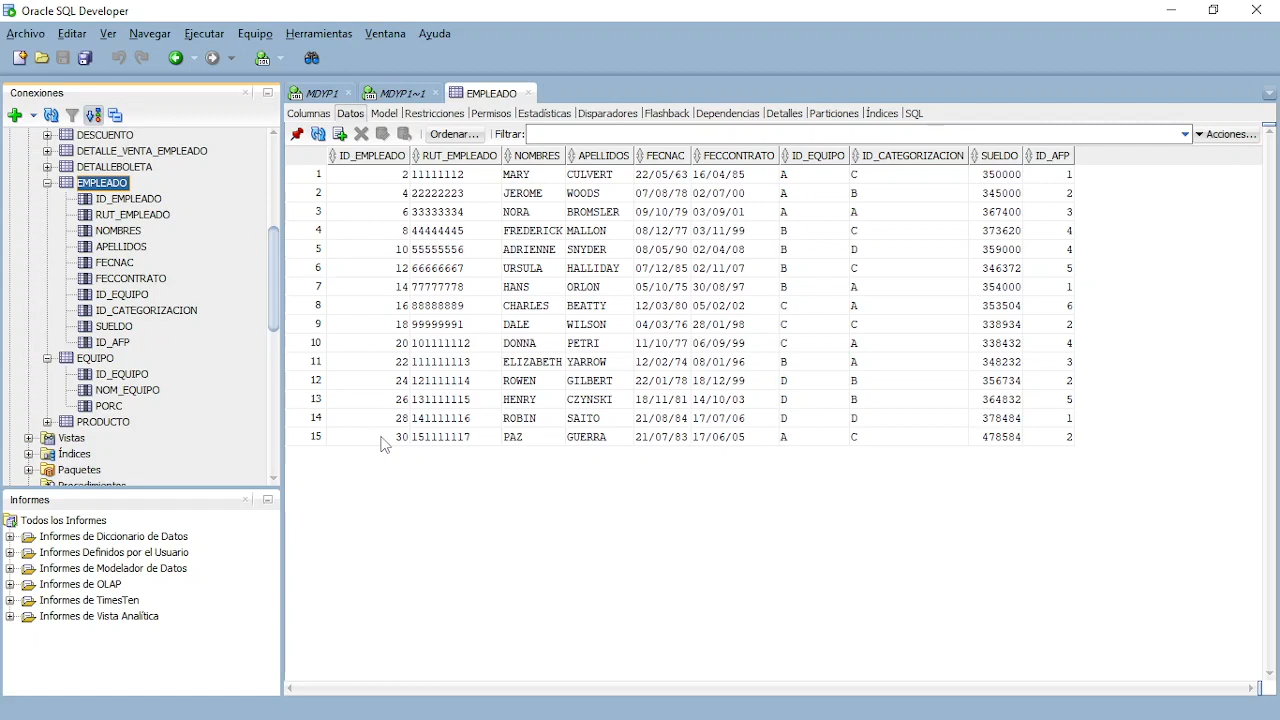 Oracle SQL Developer
Archivo Editar Ver Navegar Ejecutar Equipo Herramientas Ventana Ayuda
Conexiones
DESCUENTO
DETALLE_VENTA_EMPLEADO
DETALLEBOLETA
EMPLEADO
ID_EMPLEADO
RUT_EMPLEADO
NOMBRES
APELLIDOS
FECNAC
FECCONTRATO
ID_EQUIPO
ID_CATEGORIZACION
SUELDO
ID_AFP
EQUIPO
ID_EQUIPO
NOM_EQUIPO
PORC
PRODUCTO
Vistas
Índices
Paquetes
Procedimientos
Informes
Todos los Informes
Informes de Diccionario de Datos
Informes Definidos por el Usuario
Informes de Modelador de Datos
Informes de OLAP
Informes de TimesTen
Informes de Vista Analítica
MDYP1 MDYP1~1 EMPLEADO
Columnas Datos Model Restricciones Permisos Estadísticas Disparadores Flashback Dependencias Detalles Particiones Índices SQL
Ordenar... Filtrar: Acciones...
ID_EMPLEADO RUT_EMPLEADO NOMBRES APELLIDOS FECNAC FECCONTRATO ID_EQUIPO ID_CATEGORIZACION SUELDO ID_AFP
1 2 11111112 MARY CULVERT 22/05/63 16/04/85 A C 350000 1
2 4 22222223 JEROME WOODS 07/08/78 02/07/00 A B 345000 2
3 6 33333334 NORA BROMSLER 09/10/79 03/09/01 A A 367400 3
4 8 44444445 FREDERICK MALLON 08/12/77 03/11/99 B C 373620 4
5 10 55555556 ADRIENNE SNYDER 08/05/90 02/04/08 B D 359000 4
6 12 66666667 URSULA HALLIDAY 07/12/85 02/11/07 B C 346372 5
7 14 77777778 HANS ORLON 05/10/75 30/08/97 B A 354000 1
8 16 88888889 CHARLES BEATTY 12/03/80 05/02/02 C A 353504 6
9 18 99999991 DALE WILSON 04/03/76 28/01/98 C C 338934 2
10 20 101111112 DONNA PETRI 11/10/77 06/09/99 C A 338432 4
11 22 111111113 ELIZABETH YARROW 12/02/74 08/01/96 B A 348232 3
12 24 121111114 ROWEN GILBERT 22/01/78 18/12/99 D B 356734 2
13 26 131111115 HENRY CZYNSKI 18/11/81 14/10/03 D B 364832 5
14 28 141111116 ROBIN SAITO 21/08/84 17/07/06 D D 378484 1
15 30 151111117 PAZ GUERRA 21/07/83 17/06/05 A C 478584 2